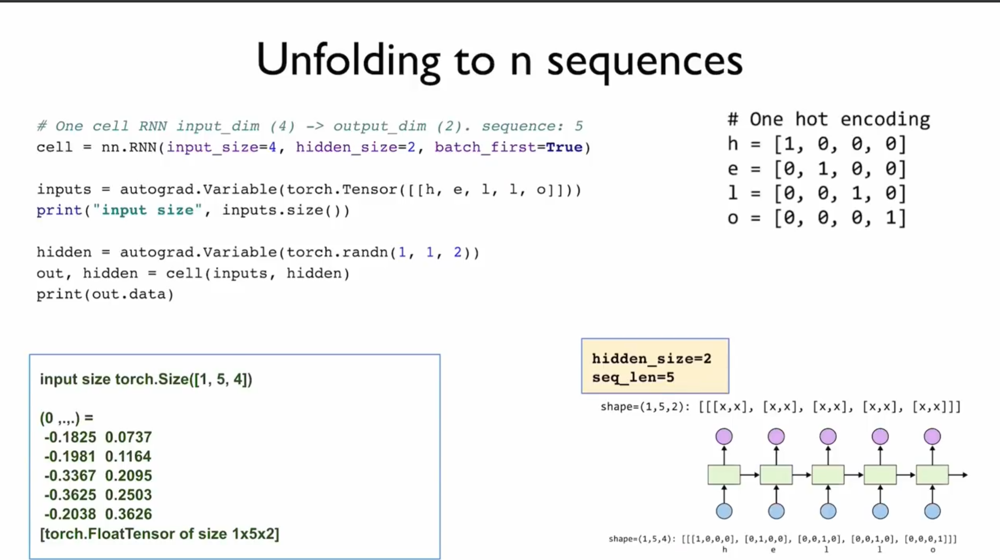 Unfolding to n sequences
# One cell RNN input_dim (4) -> output_dim (2). sequence: 5
cell = nn.RNN(input_size=4, hidden_size=2, batch_first=True)
inputs = autograd.Variable(torch.Tensor([[h, e, l, l, o]]))
print("input size", inputs.size())
hidden = autograd.Variable(torch.randn(1, 1, 2))
out, hidden = cell(inputs, hidden)
print(out.data)
# One hot encoding
h = [1, 0, 0, 0]
e = [0, 1, 0, 0]
l = [0, 0, 1, 0]
o = [0, 0, 0, 1]
input size torch.Size([1, 5, 4])
(0 ,.,.) =
-0.1825 0.0737
-0.1981 0.1164
-0.3367 0.2095
-0.3625 0.2503
-0.2038 0.3626
[torch.FloatTensor of size 1x5x2]
hidden_size=2
seq_len=5
shape=(1,5,2): [[[x,x], [x,x], [x,x], [x,x], [x,x]]]
shape=(1,5,4): [[[1,0,0,0], [0,1,0,0], [0,0,1,0], [0,0,1,0], [0,0,0,1]]]
h e l l o